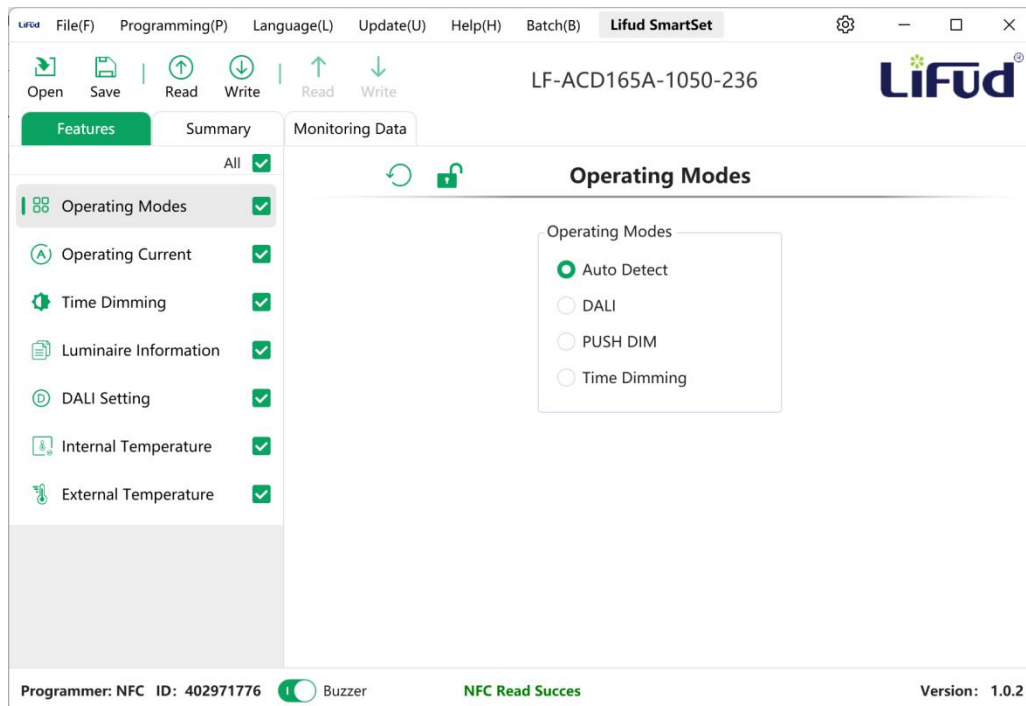 Lifud File(F) Programming(P) Language(L) Update(U) Help(H) Batch(B) Lifud SmartSet
Open Save Read Write Read Write
LF-ACD165A-1050-236
Lifud®
Features Summary Monitoring Data
All
Operating Modes
Operating Current
Time Dimming
Luminaire Information
DALI Setting
Internal Temperature
External Temperature
Operating Modes
Operating Modes
Auto Detect
DALI
PUSH DIM
Time Dimming
Programmer: NFC ID: 402971776 Buzzer NFC Read Succes Version: 1.0.2